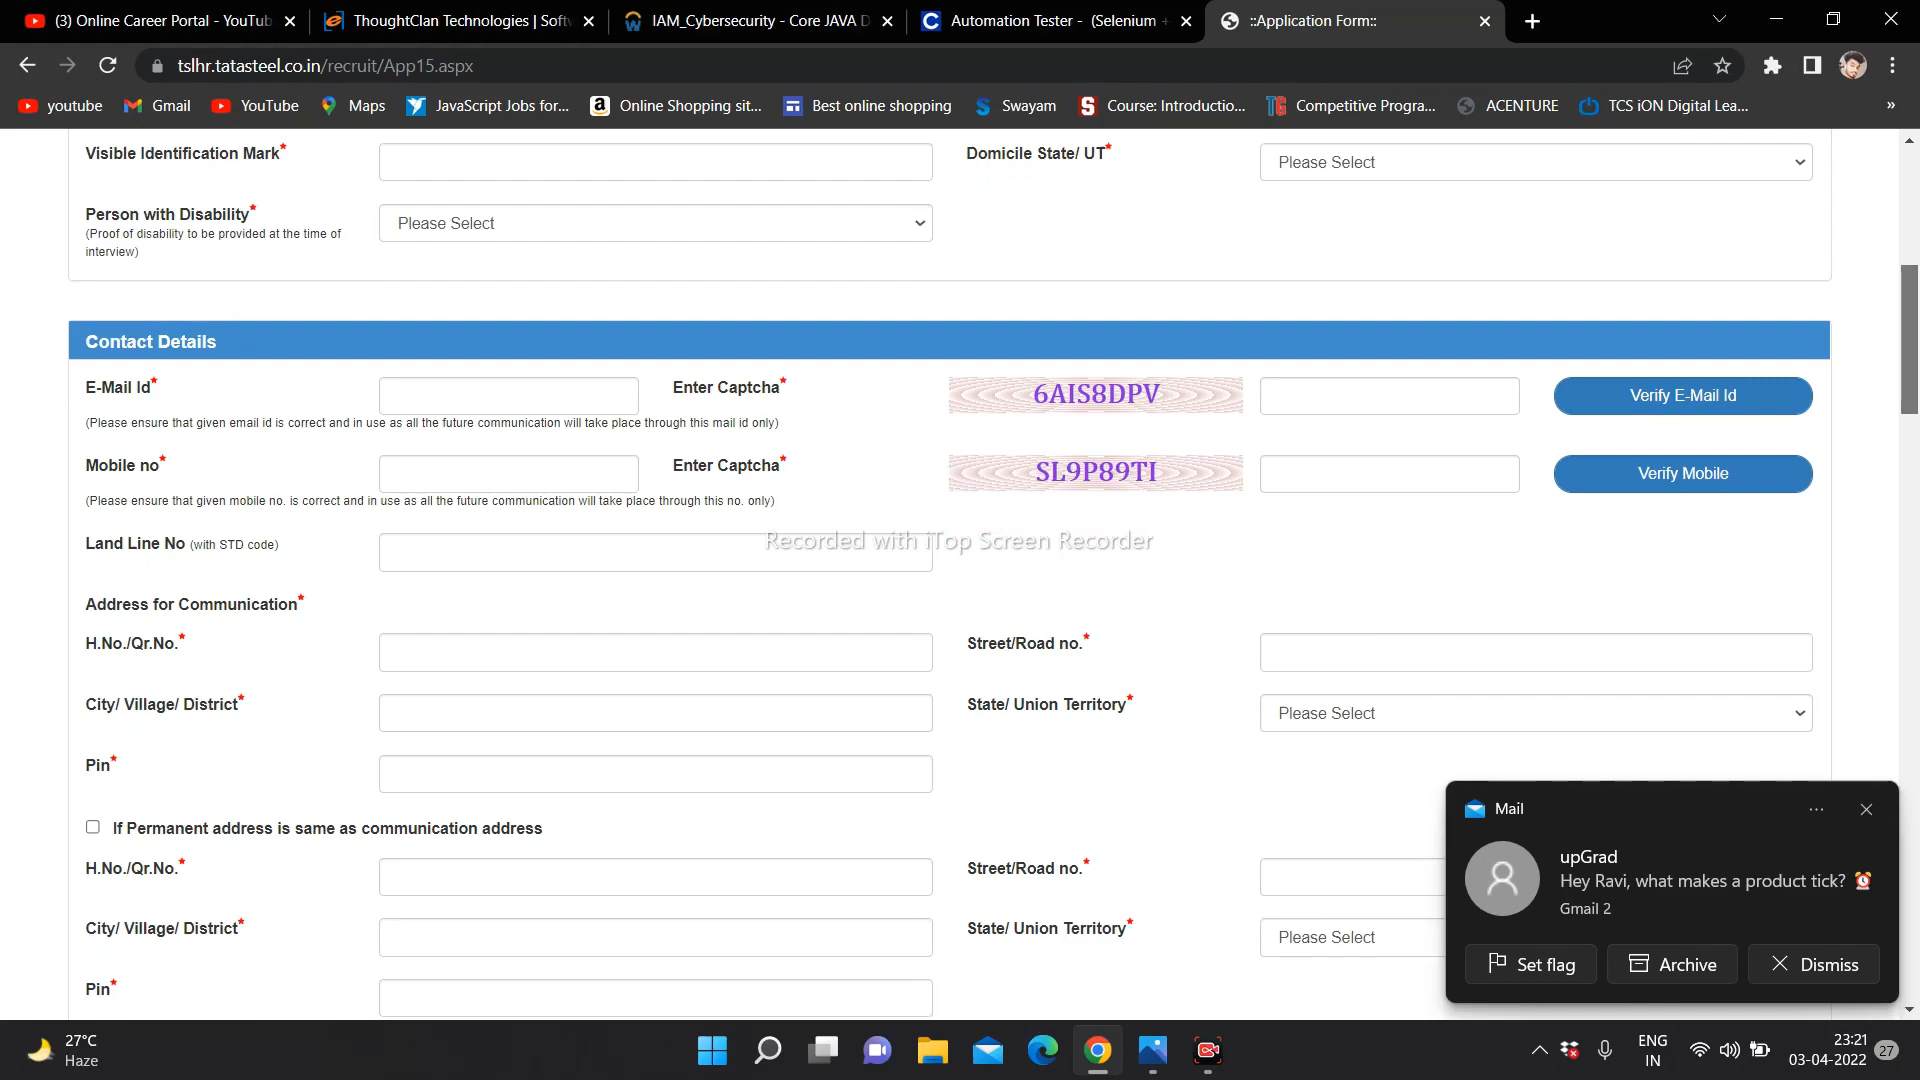 (3) Online Career Portal - YouTub
ThoughtClan Technologies | Softw
IAM_Cybersecurity - Core JAVA D
Automation Tester - (Selenium +
::Application Form::
tslhr.tatasteel.co.in/recruit/App15.aspx
youtube
Gmail
YouTube
Maps
JavaScript Jobs for...
Online Shopping sit...
Best online shopping
Swayam
Course: Introductio...
Competitive Progra...
ACENTURE
TCS iON Digital Lea...
»
Visible Identification Mark*
Domicile State/ UT*
Please Select
Person with Disability*
Please Select
(Proof of disability to be provided at the time of
interview)
Contact Details
E-Mail Id*
Enter Captcha*
6AIS8DPV
Verify E-Mail Id
(Please ensure that given email id is correct and in use as all the future communication will take place through this mail id only)
Mobile no*
Enter Captcha*
SL9P89TI
Verify Mobile
(Please ensure that given mobile no. is correct and in use as all the future communication will take place through this no. only)
Land Line No (with STD code)
Recorded with iTop Screen Recorder
Address for Communication*
H.No./Qr.No.*
Street/Road no.*
City/ Village/ District*
State/ Union Territory*
Please Select
Pin*
If Permanent address is same as communication address
H.No./Qr.No.*
Street/Road no.*
City/ Village/ District*
State/ Union Territory*
Please Select
Pin*
Mail
upGrad
Hey Ravi, what makes a product tick? ⏰
Gmail 2
Set flag
Archive
Dismiss
27°C
Haze
ENG
IN
23:21
03-04-2022
27